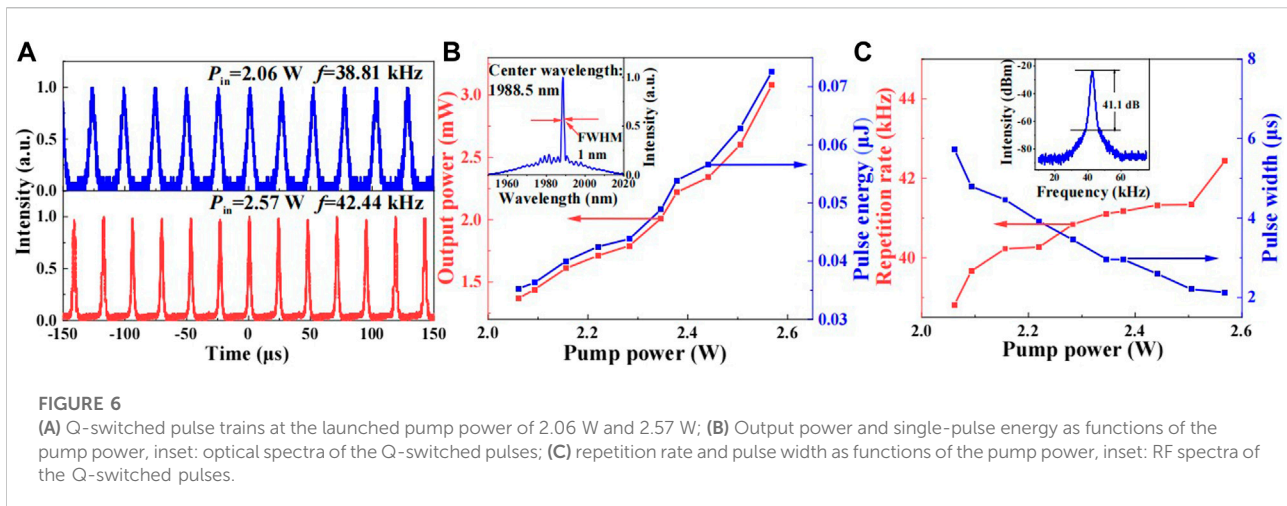 A
P_in=2.06 W f=38.81 kHz
1.0
0.5
0.0
P_in=2.57 W f=42.44 kHz
1.0
0.5
0.0
Intensity (a.u.)
-150 -100 -50 0 50 100 150
Time (μs)
B
Center wavelength:
1988.5 nm
FWHM
1 nm
1.0
0.5
0.0
Intensity (a.u.)
1960 1980 2000 2020
Wavelength (nm)
3.0
2.5
2.0
1.5
Output power (mW)
0.07
0.06
0.05
0.04
0.03
Pulse energy (μJ)
2.0 2.2 2.4 2.6
Pump power (W)
C
-20
-40
-60
-80
Intensity (dBm)
41.1 dB
20 40 60
Frequency (kHz)
44
42
40
Repetition rate (kHz)
8
6
4
2
Pulse width (μs)
2.0 2.2 2.4 2.6
Pump power (W)
FIGURE 6
(A) Q-switched pulse trains at the launched pump power of 2.06 W and 2.57 W; (B) Output power and single-pulse energy as functions of the
pump power, inset: optical spectra of the Q-switched pulses; (C) repetition rate and pulse width as functions of the pump power, inset: RF spectra of
the Q-switched pulses.